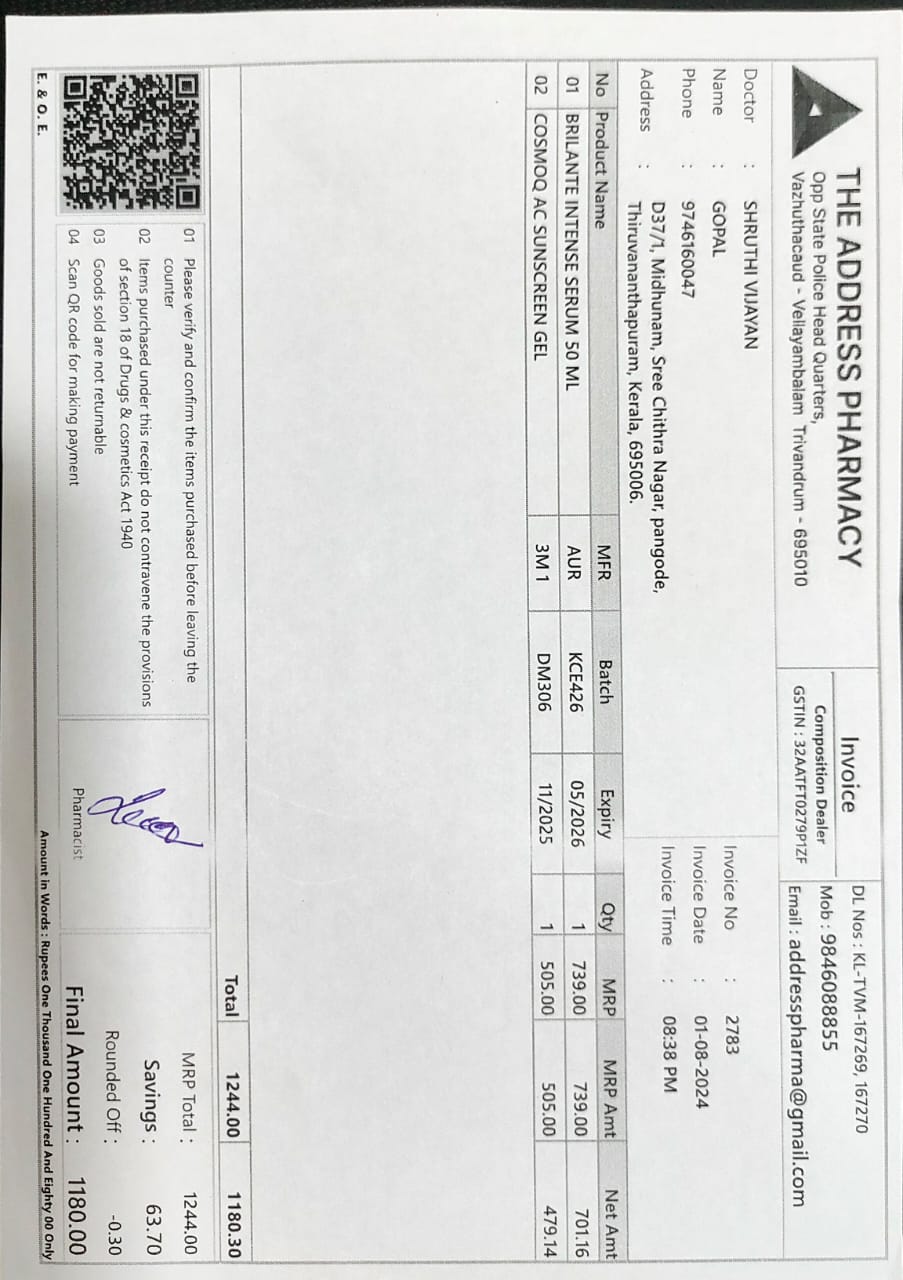 THE ADDRESS PHARMACY
Opp State Police Head Quarters,
Vazhuthacaud - Vellayambalam Trivandrum - 695010
Invoice
Composition Dealer
GSTIN : 32AATFT0279P1ZF
DL Nos : KL-TVM-167269, 167270
Mob : 9846088855
Email : addresspharma@gmail.com
Doctor : SHRUTHI VIJAYAN
Name : GOPAL
Phone : 9746160047
Address : D37/1, Midhunam, Sree Chithra Nagar, pangode,
Thiruvananthapuram, Kerala, 695006.
Invoice No : 2783
Invoice Date : 01-08-2024
Invoice Time : 08:38 PM
No Product Name MFR Batch Expiry Qty MRP MRP Amt Net Amt
01 BRILANTE INTENSE SERUM 50 ML AUR KCE426 05/2026 1 739.00 739.00 701.16
02 COSMOQ AC SUNSCREEN GEL 3M 1 DM306 11/2025 1 505.00 505.00 479.14
Total 1244.00 1180.30
01 Please verify and confirm the items purchased before leaving the
counter
02 Items purchased under this receipt do not contravene the provisions
of section 18 of Drugs & cosmetics Act 1940
03 Goods sold are not returnable
04 Scan QR code for making payment
E. & O. E.
Pharmacist
MRP Total : 1244.00
Savings : 63.70
Rounded Off : -0.30
Final Amount : 1180.00
Amount in Words : Rupees One Thousand One Hundred And Eighty 00 Only